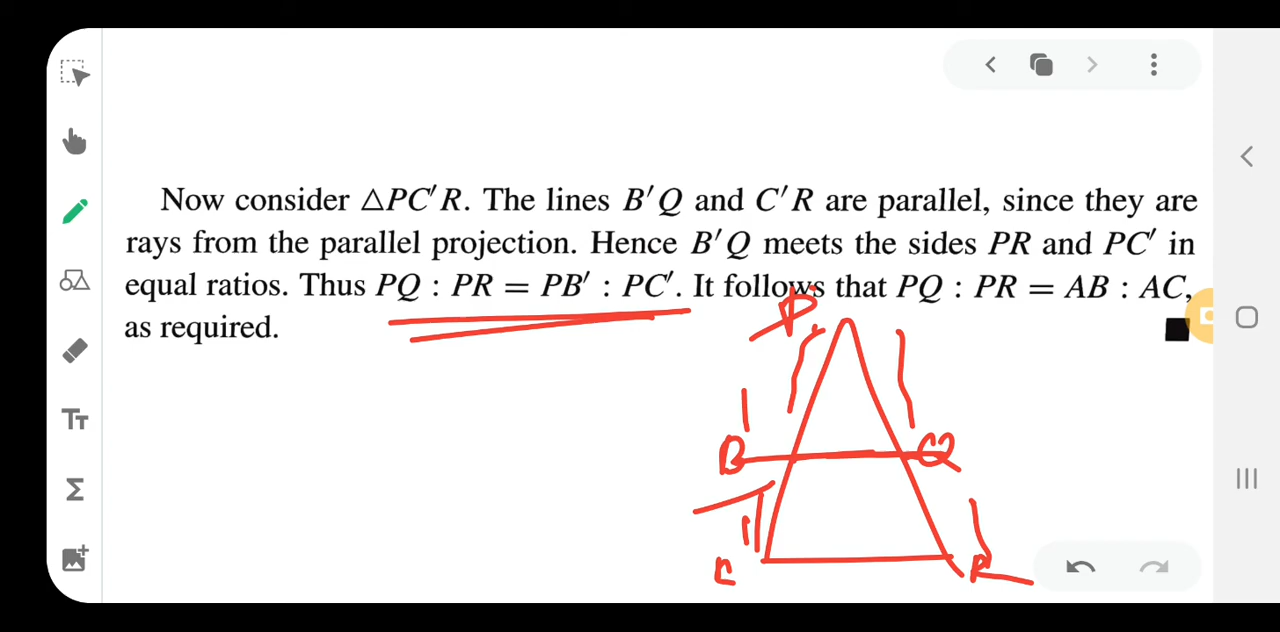 Now consider △PC′R. The lines B′Q and C′R are parallel, since they are
rays from the parallel projection. Hence B′Q meets the sides PR and PC′ in
equal ratios. Thus PQ : PR = PB′ : PC′. It follows that PQ : PR = AB : AC,
as required. ■
P
B′ Q
C′ R
Tт
Σ